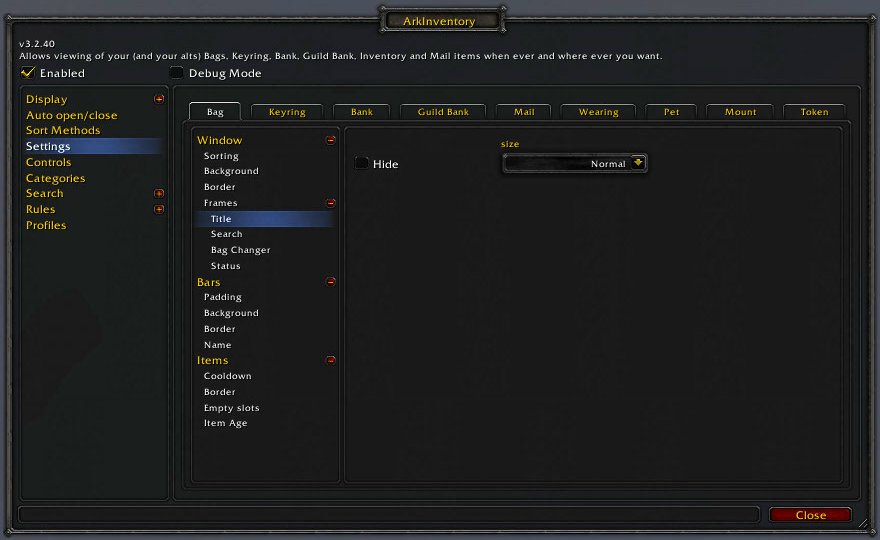 ArkInventory
v3.2.40
Allows viewing of your (and your alts) Bags, Keyring, Bank, Guild Bank, Inventory and Mail items when ever and where ever you want.
Enabled
Debug Mode
Display
Auto open/close
Sort Methods
Settings
Controls
Categories
Search
Rules
Profiles
Bag
Keyring
Bank
Guild Bank
Mail
Wearing
Pet
Mount
Token
Window
Sorting
Background
Border
Frames
Title
Search
Bag Changer
Status
Bars
Padding
Background
Border
Name
Items
Cooldown
Border
Empty slots
Item Age
Hide
size
Normal
Close